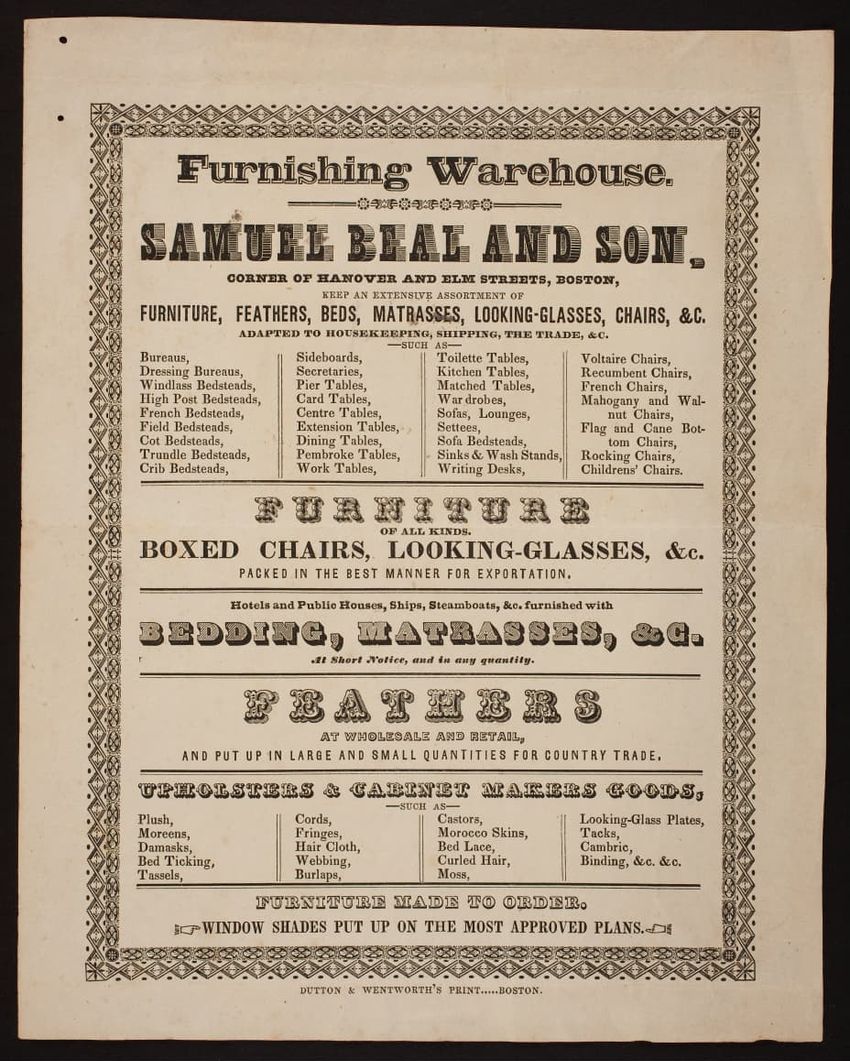 Furnishing Warehouse.
SAMUEL BEAL AND SON,
CORNER OF HANOVER AND ELM STREETS, BOSTON,
KEEP AN EXTENSIVE ASSORTMENT OF
FURNITURE, FEATHERS, BEDS, MATRASSES, LOOKING-GLASSES, CHAIRS, &C.
ADAPTED TO HOUSEKEEPING, SHIPPING, THE TRADE, &C.
—SUCH AS—
Bureaus,
Dressing Bureaus,
Windlass Bedsteads,
High Post Bedsteads,
French Bedsteads,
Field Bedsteads,
Cot Bedsteads,
Trundle Bedsteads,
Crib Bedsteads,
Sideboards,
Secretaries,
Pier Tables,
Card Tables,
Centre Tables,
Extension Tables,
Dining Tables,
Pembroke Tables,
Work Tables,
Toilette Tables,
Kitchen Tables,
Matched Tables,
Wardrobes,
Sofas, Lounges,
Settees,
Sofa Bedsteads,
Sinks & Wash Stands,
Writing Desks,
Voltaire Chairs,
Recumbent Chairs,
French Chairs,
Mahogany and Wal-
nut Chairs,
Flag and Cane Bot-
tom Chairs,
Rocking Chairs,
Childrens' Chairs.
FURNITURE
OF ALL KINDS.
BOXED CHAIRS, LOOKING-GLASSES, &c.
PACKED IN THE BEST MANNER FOR EXPORTATION.
Hotels and Public Houses, Ships, Steamboats, &c. furnished with
BEDDING, MATRASSES, &C.
At Short Notice, and in any quantity.
FEATHERS
AT WHOLESALE AND RETAIL,
AND PUT UP IN LARGE AND SMALL QUANTITIES FOR COUNTRY TRADE.
UPHOLSTERS & CABINET MAKERS GOODS,
—SUCH AS—
Plush,
Moreens,
Damasks,
Bed Ticking,
Tassels,
Cords,
Fringes,
Hair Cloth,
Webbing,
Burlaps,
Castors,
Morocco Skins,
Bed Lace,
Curled Hair,
Moss,
Looking-Glass Plates,
Tacks,
Cambric,
Binding, &c. &c.
FURNITURE MADE TO ORDER.
☞WINDOW SHADES PUT UP ON THE MOST APPROVED PLANS.☜
DUTTON & WENTWORTH'S PRINT.....BOSTON.